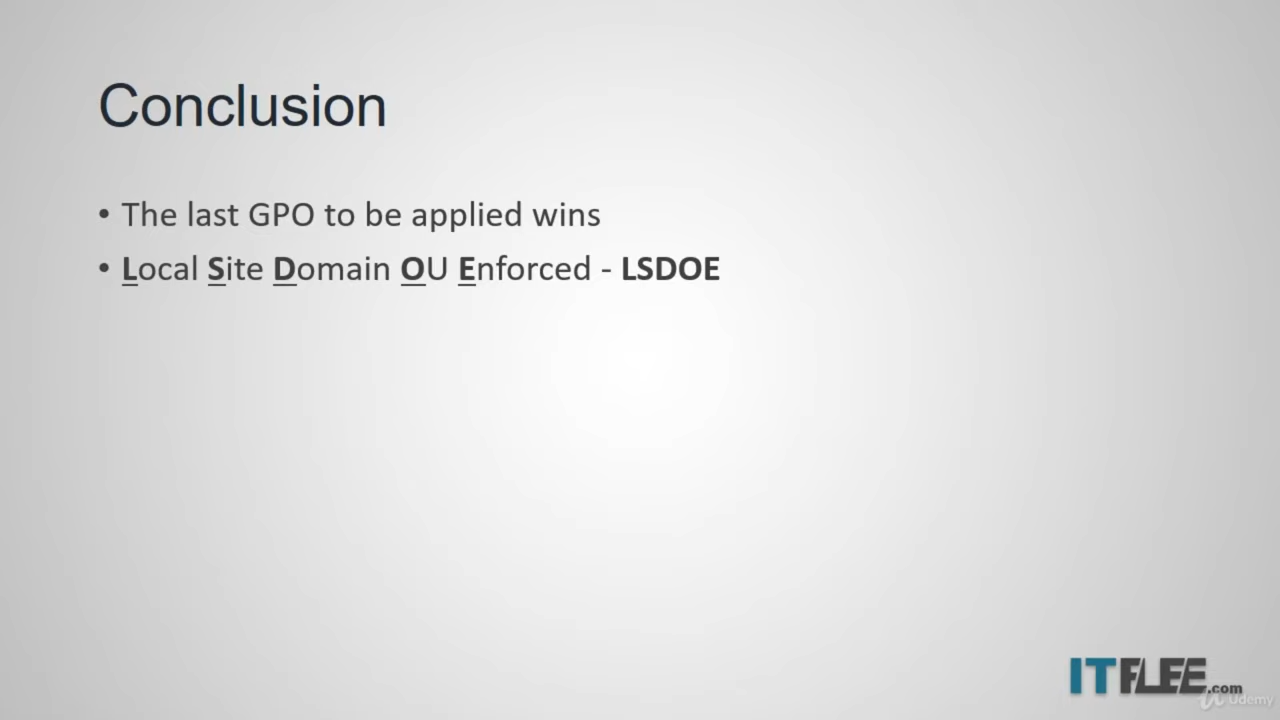 Conclusion
• The last GPO to be applied wins
• Local Site Domain OU Enforced - LSDOE
ITFLEE.com
Udemy